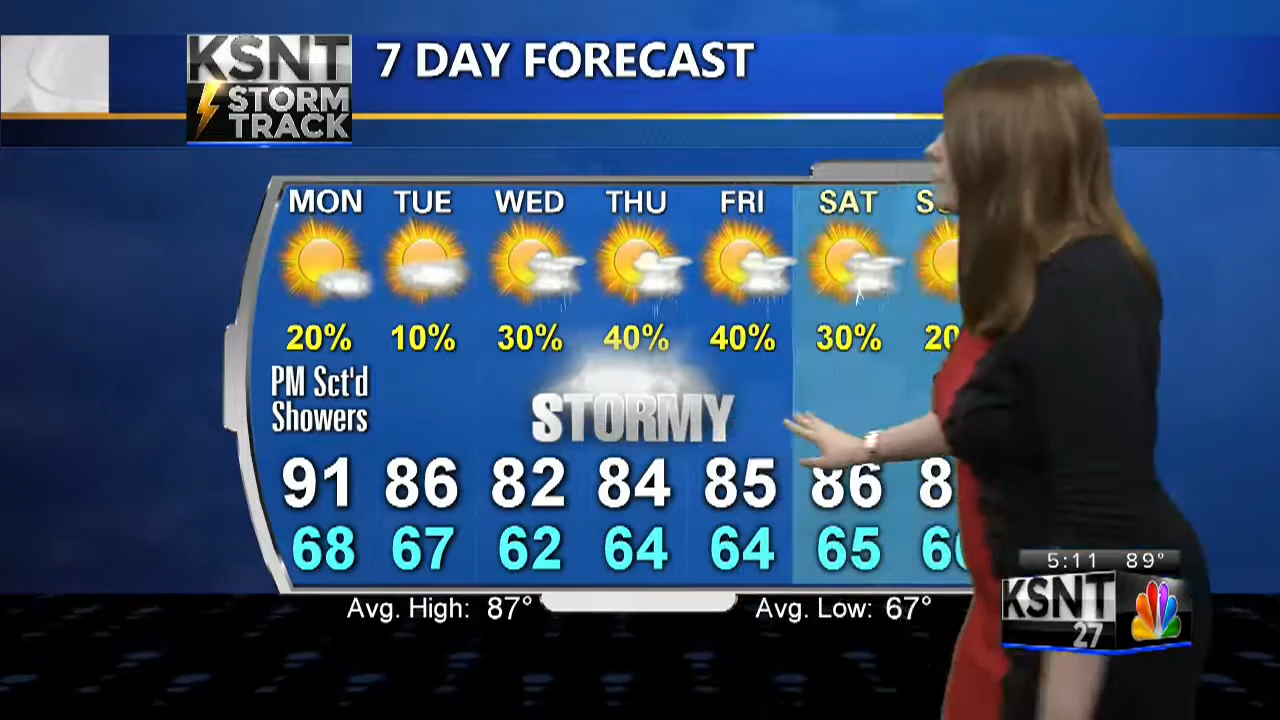 KSNT
STORM
TRACK
7 DAY FORECAST
MON TUE WED THU FRI SAT
20% 10% 30% 40% 40% 30%
PM Sct'd
Showers
STORMY
91 86 82 84 85 86
68 67 62 64 64 65
Avg. High: 87° Avg. Low: 67°
5:11 89°
KSNT
27